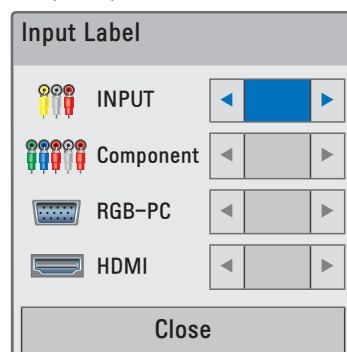 Input Label
INPUT
Component
RGB-PC
HDMI
Close